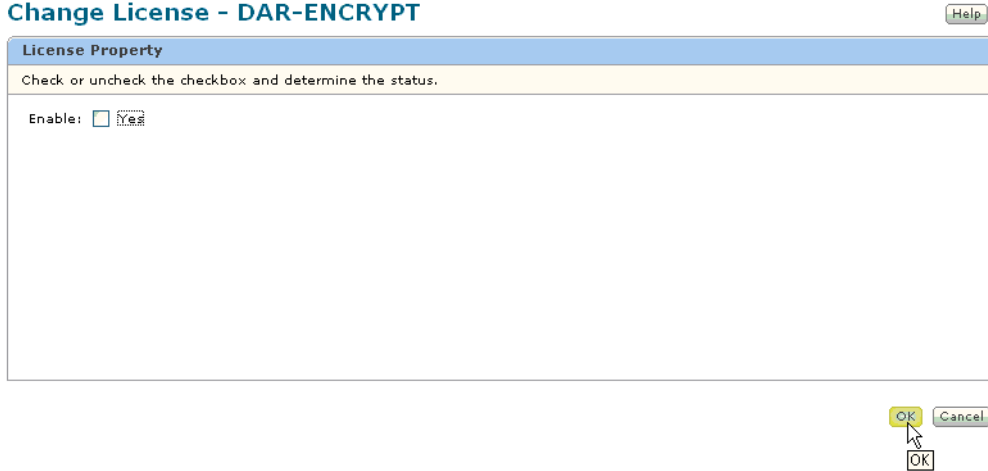 Change License - DAR-ENCRYPT
Help
License Property
Check or uncheck the checkbox and determine the status.
Enable: Yes
OK Cancel
OK